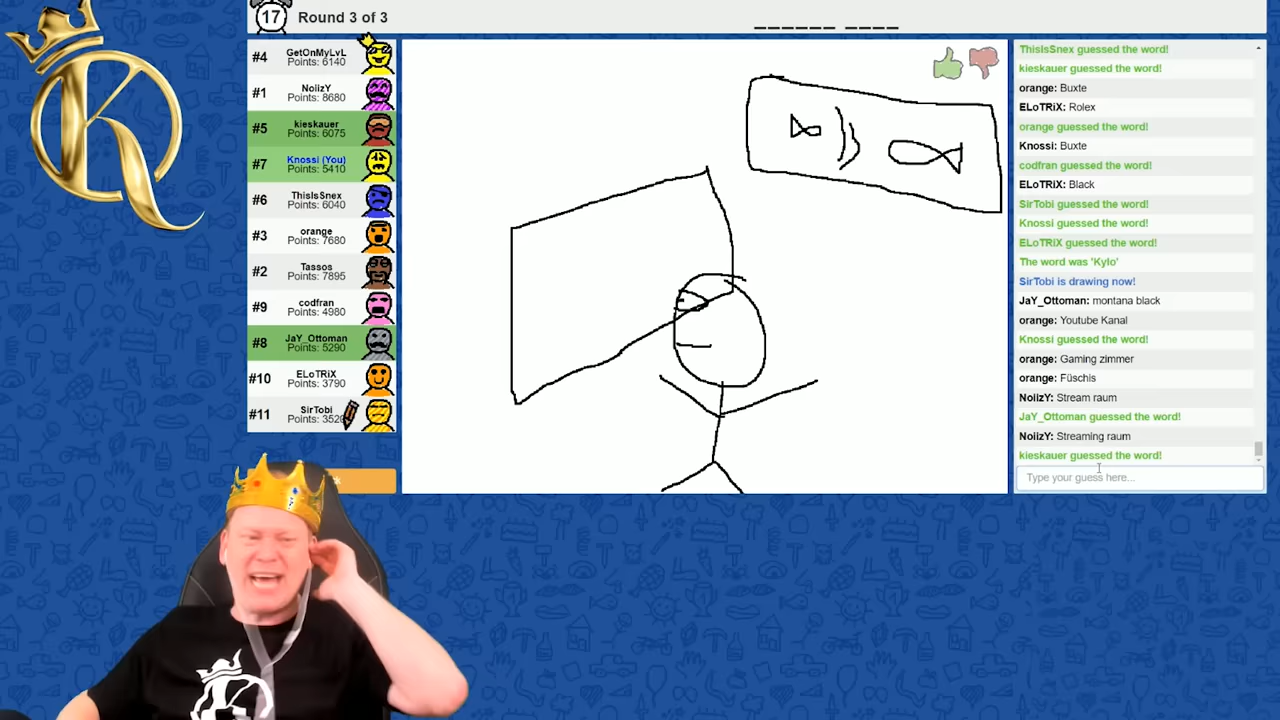 17 Round 3 of 3
______ ____
#4 GetOnMyLvL
Points: 6140
#1 NoiizY
Points: 8680
#5 kieskauer
Points: 6075
#7 Knossi (You)
Points: 5410
#6 ThisIsSnex
Points: 6040
#3 orange
Points: 7680
#2 Tassos
Points: 7895
#9 codfran
Points: 4980
#8 JaY_Ottoman
Points: 5290
#10 ELoTRiX
Points: 3790
#11 SirTobi
Points: 3520
ThisIsSnex guessed the word!
kieskauer guessed the word!
orange: Buxte
ELoTRiX: Rolex
orange guessed the word!
Knossi: Buxte
codfran guessed the word!
ELoTRiX: Black
SirTobi guessed the word!
Knossi guessed the word!
ELoTRiX guessed the word!
The word was 'Kylo'
SirTobi is drawing now!
JaY_Ottoman: montana black
orange: Youtube Kanal
Knossi guessed the word!
orange: Gaming zimmer
orange: Füschis
NoiizY: Stream raum
JaY_Ottoman guessed the word!
NoiizY: Streaming raum
kieskauer guessed the word!
Type your guess here...
K
K